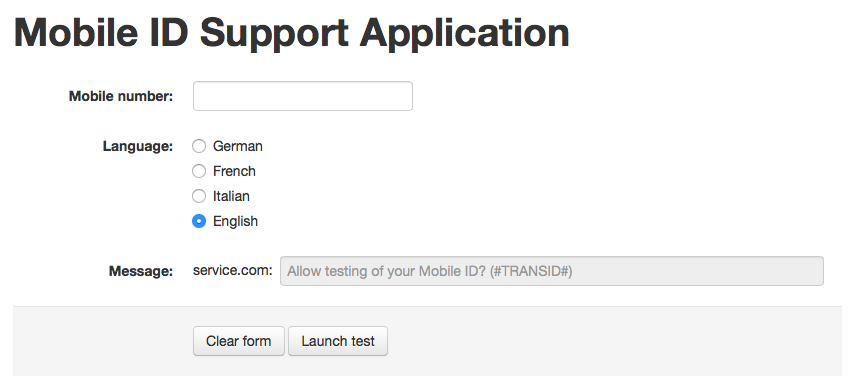 Mobile ID Support Application
Mobile number:
Language: German
French
Italian
English
Message: service.com: Allow testing of your Mobile ID? (#TRANSID#)
Clear form Launch test